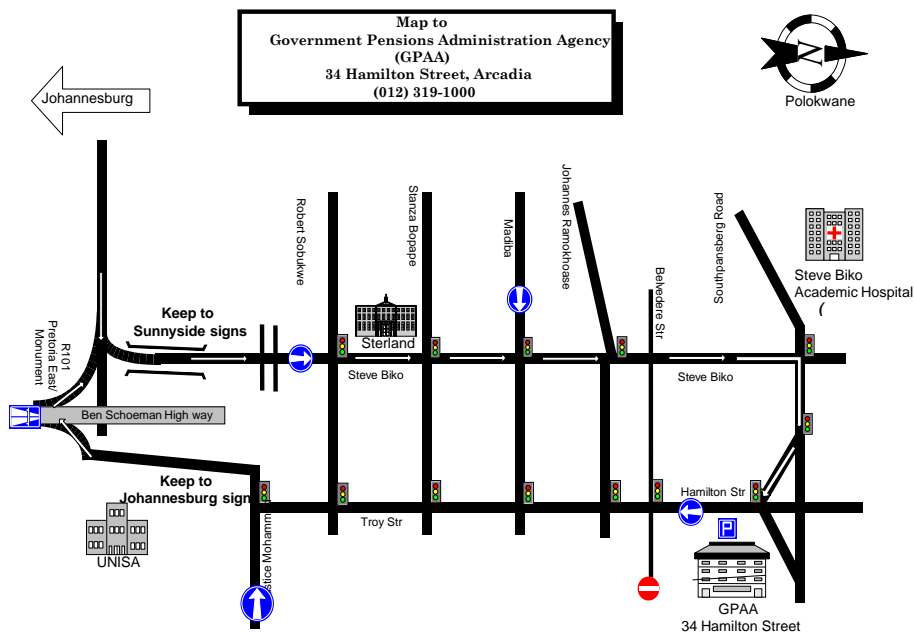 Map to
Government Pensions Administration Agency
(GPAA)
34 Hamilton Street, Arcadia
(012) 319-1000
N
Polokwane
Johannesburg
Robert Sobukwe
Stanza Bopape
Madiba
Johannes Ramokhoase
Belvedere Str
Southpansberg Road
Steve Biko
Academic Hospital
(
Keep to
Sunnyside signs
Sterland
R101
Pretoria East/
Monument
Steve Biko
Steve Biko
Ben Schoeman High way
Keep to
Johannesburg sign
Hamilton Str
Troy Str
P
UNISA
stice Mohamm
GPAA
34 Hamilton Street